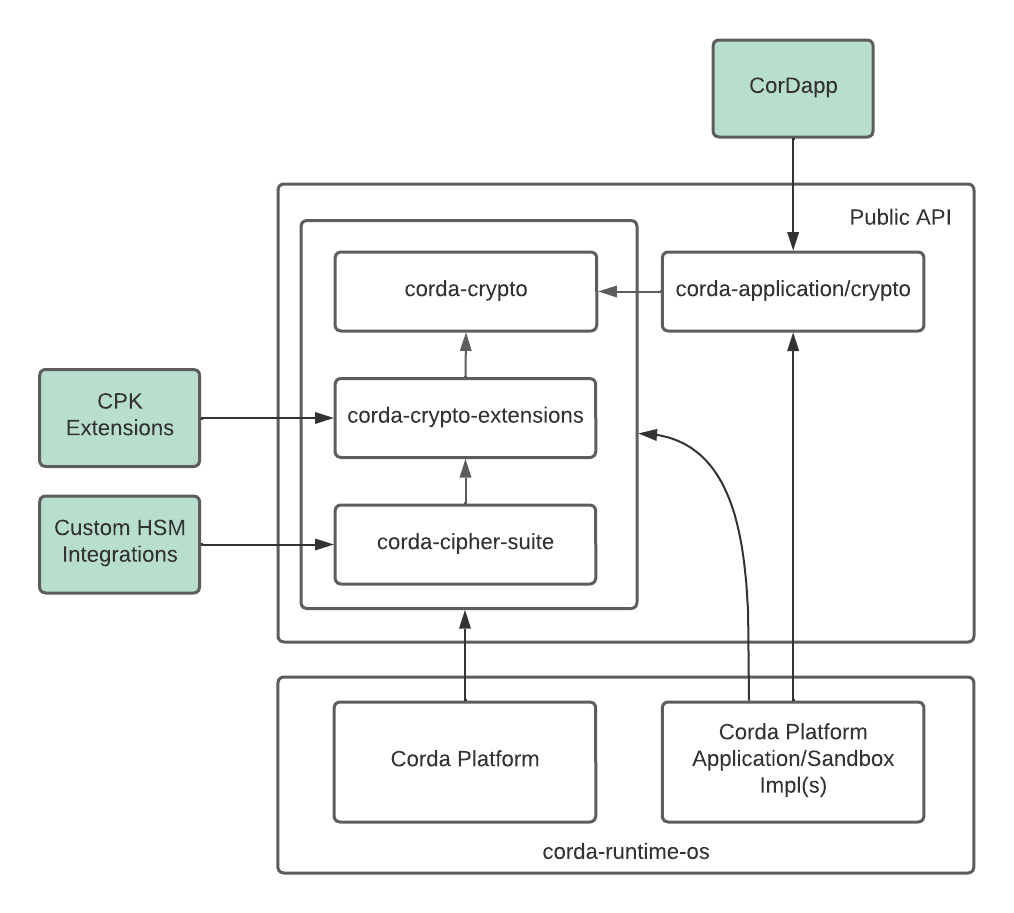 CorDapp
Public API
corda-crypto
corda-application/crypto
CPK
Extensions
corda-crypto-extensions
Custom HSM
Integrations
corda-cipher-suite
Corda Platform
Corda Platform
Application/Sandbox
Impl(s)
corda-runtime-os